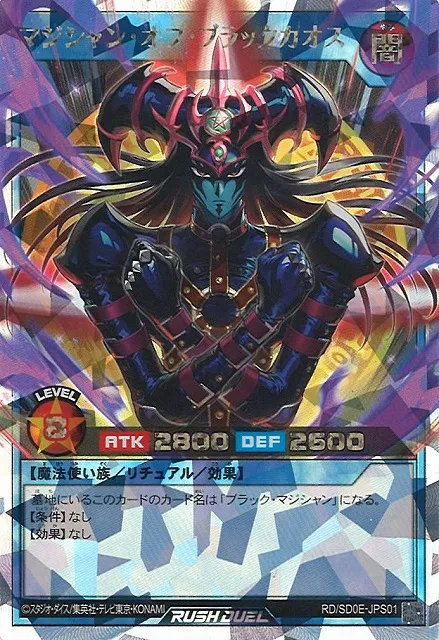 マジシャン・オブ・ブラックカオス
闇
LEVEL
8
ATK 2800 DEF 2600
【魔法使い族／リチュアル／効果】
墓地にいるこのカードのカード名は「ブラック・マジシャン」になる。
【条件】なし
【効果】なし
©スタジオ・ダイス/集英社・テレビ東京・KONAMI
RUSH DUEL
RD/SD0E-JPS01